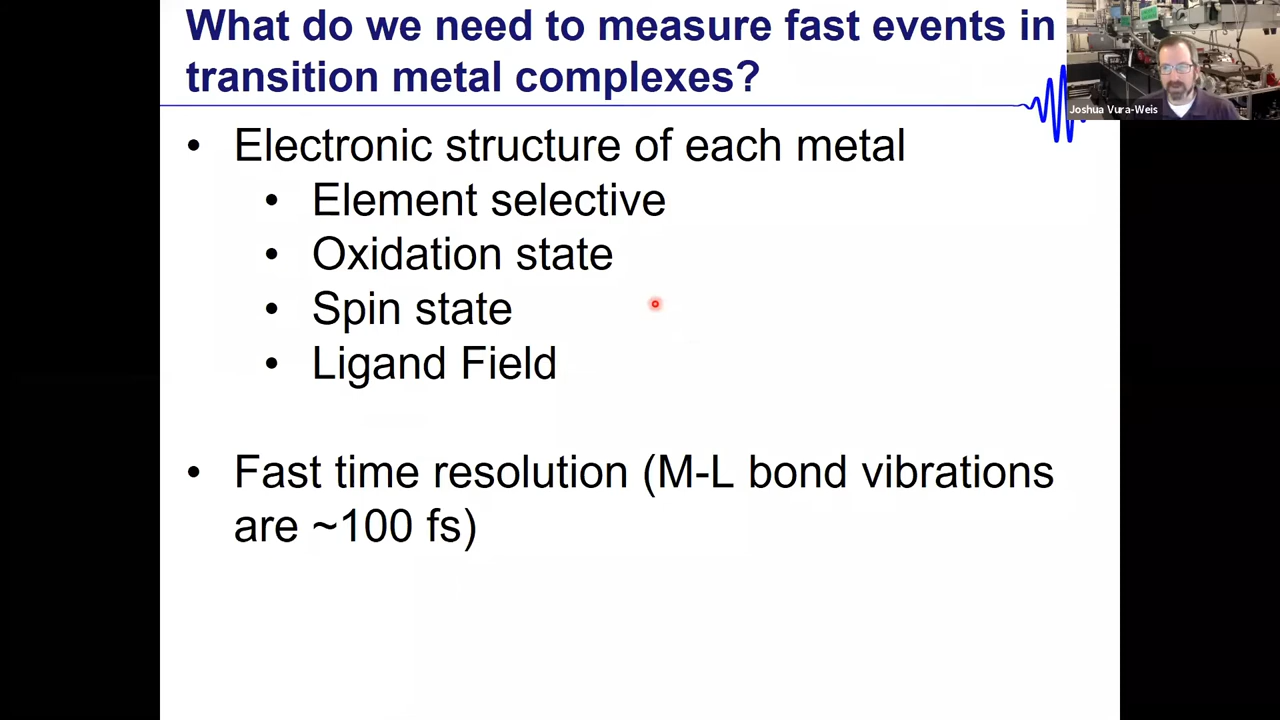 What do we need to measure fast events in
transition metal complexes?
Joshua Vura-Weis
• Electronic structure of each metal
• Element selective
• Oxidation state
• Spin state
• Ligand Field
• Fast time resolution (M-L bond vibrations
are ~100 fs)